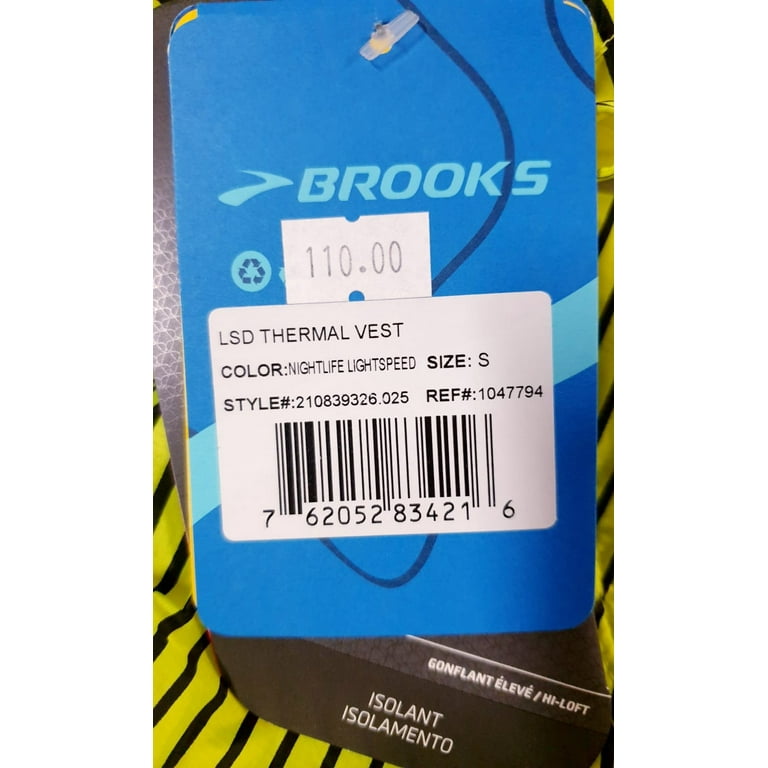 BROOKS
110.00
LSD THERMAL VEST
COLOR:NIGHTLIFE LIGHTSPEED SIZE: S
STYLE#:210839326.025 REF#:1047794
7 62052 83421 6
GONFLANT ÉLEVÉ / HI-LOFT
ISOLANT
ISOLAMENTO